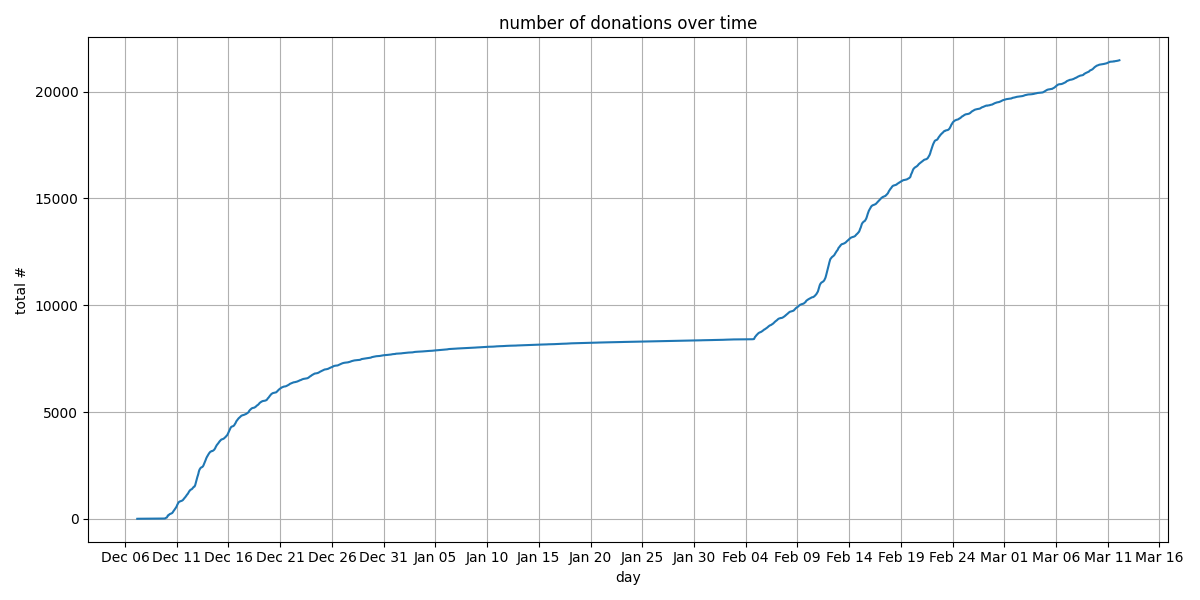 number of donations over time
total #
20000
15000
10000
5000
0
Dec 06 Dec 11 Dec 16 Dec 21 Dec 26 Dec 31 Jan 05 Jan 10 Jan 15 Jan 20 Jan 25 Jan 30 Feb 04 Feb 09 Feb 14 Feb 19 Feb 24 Mar 01 Mar 06 Mar 11 Mar 16
day